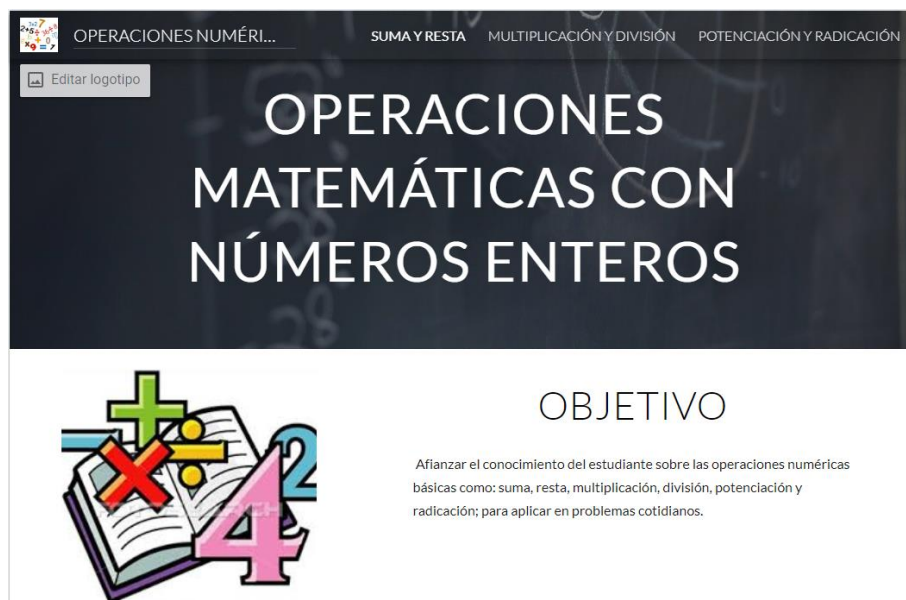 OPERACIONES NUMÉRI...
SUMA Y RESTA MULTIPLICACIÓN Y DIVISIÓN POTENCIACIÓN Y RADICACIÓN
Editar logotipo
OPERACIONES
MATEMÁTICAS CON
NÚMEROS ENTEROS
OBJETIVO
Afianzar el conocimiento del estudiante sobre las operaciones numéricas
básicas como: suma, resta, multiplicación, división, potenciación y
radicación; para aplicar en problemas cotidianos.
2
4